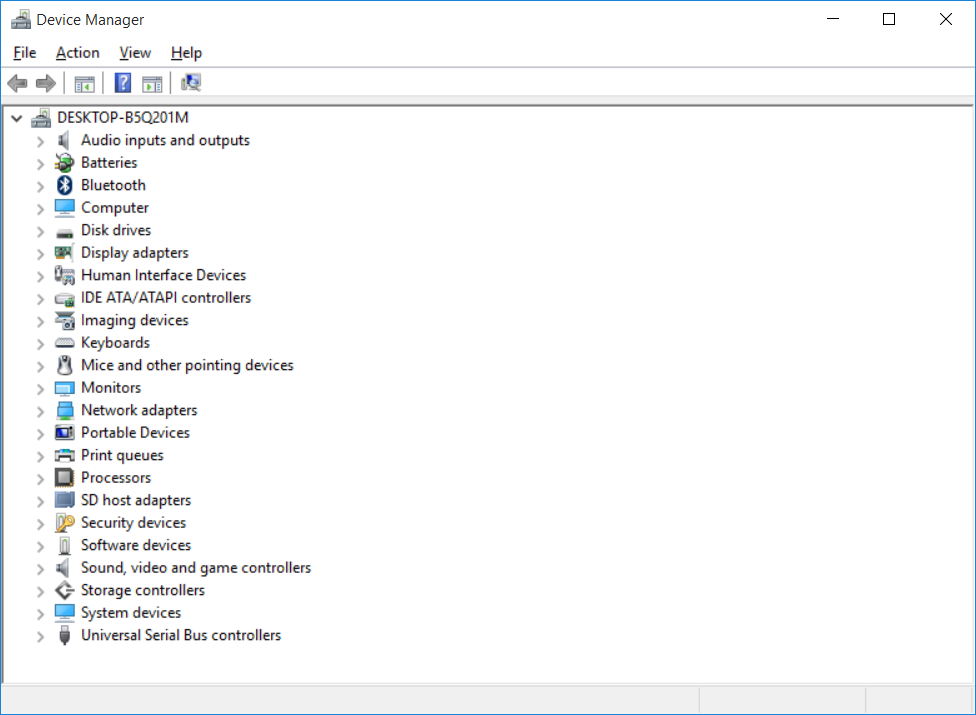 Device Manager
File Action View Help
?
DESKTOP-B5Q201M
Audio inputs and outputs
Batteries
Bluetooth
Computer
Disk drives
Display adapters
Human Interface Devices
IDE ATA/ATAPI controllers
Imaging devices
Keyboards
Mice and other pointing devices
Monitors
Network adapters
Portable Devices
Print queues
Processors
SD host adapters
Security devices
Software devices
Sound, video and game controllers
Storage controllers
System devices
Universal Serial Bus controllers